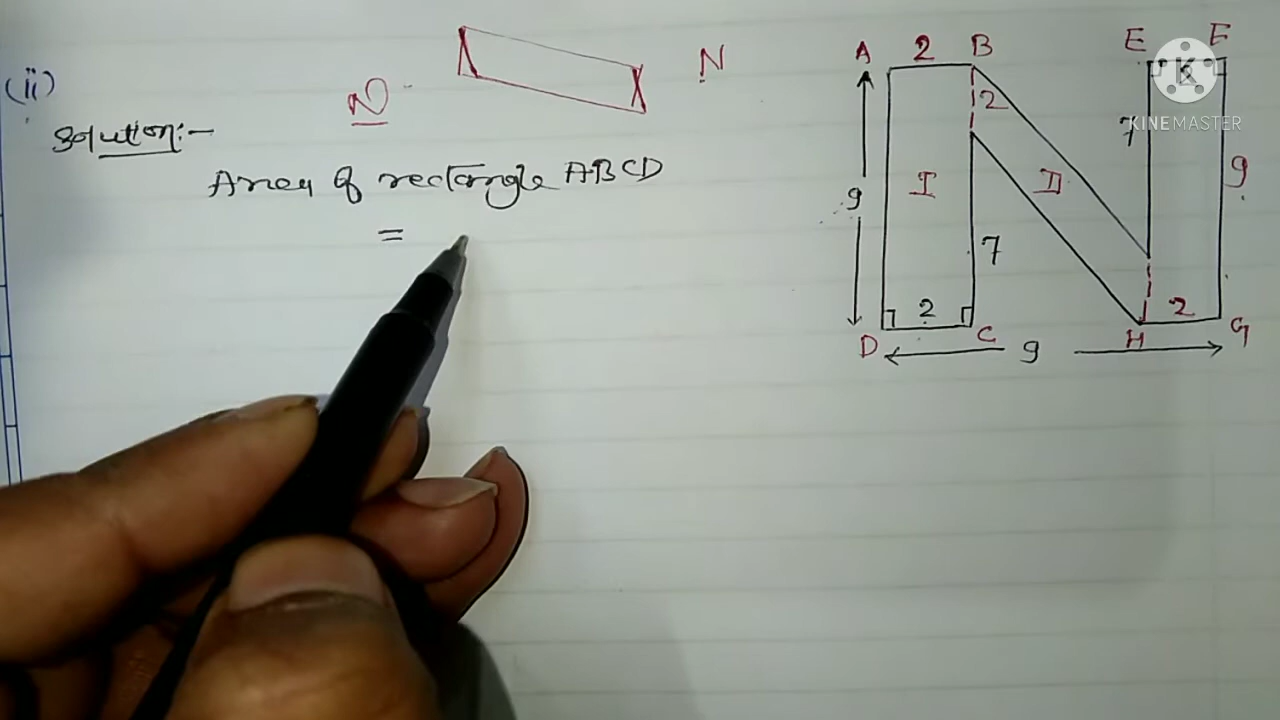 (ii)
Solution:-
N
N
Area of rectangle ABCD
=
A 2 B E F
2
7
KINEMASTER
9 I II 9
7
2 2
D C H G
9